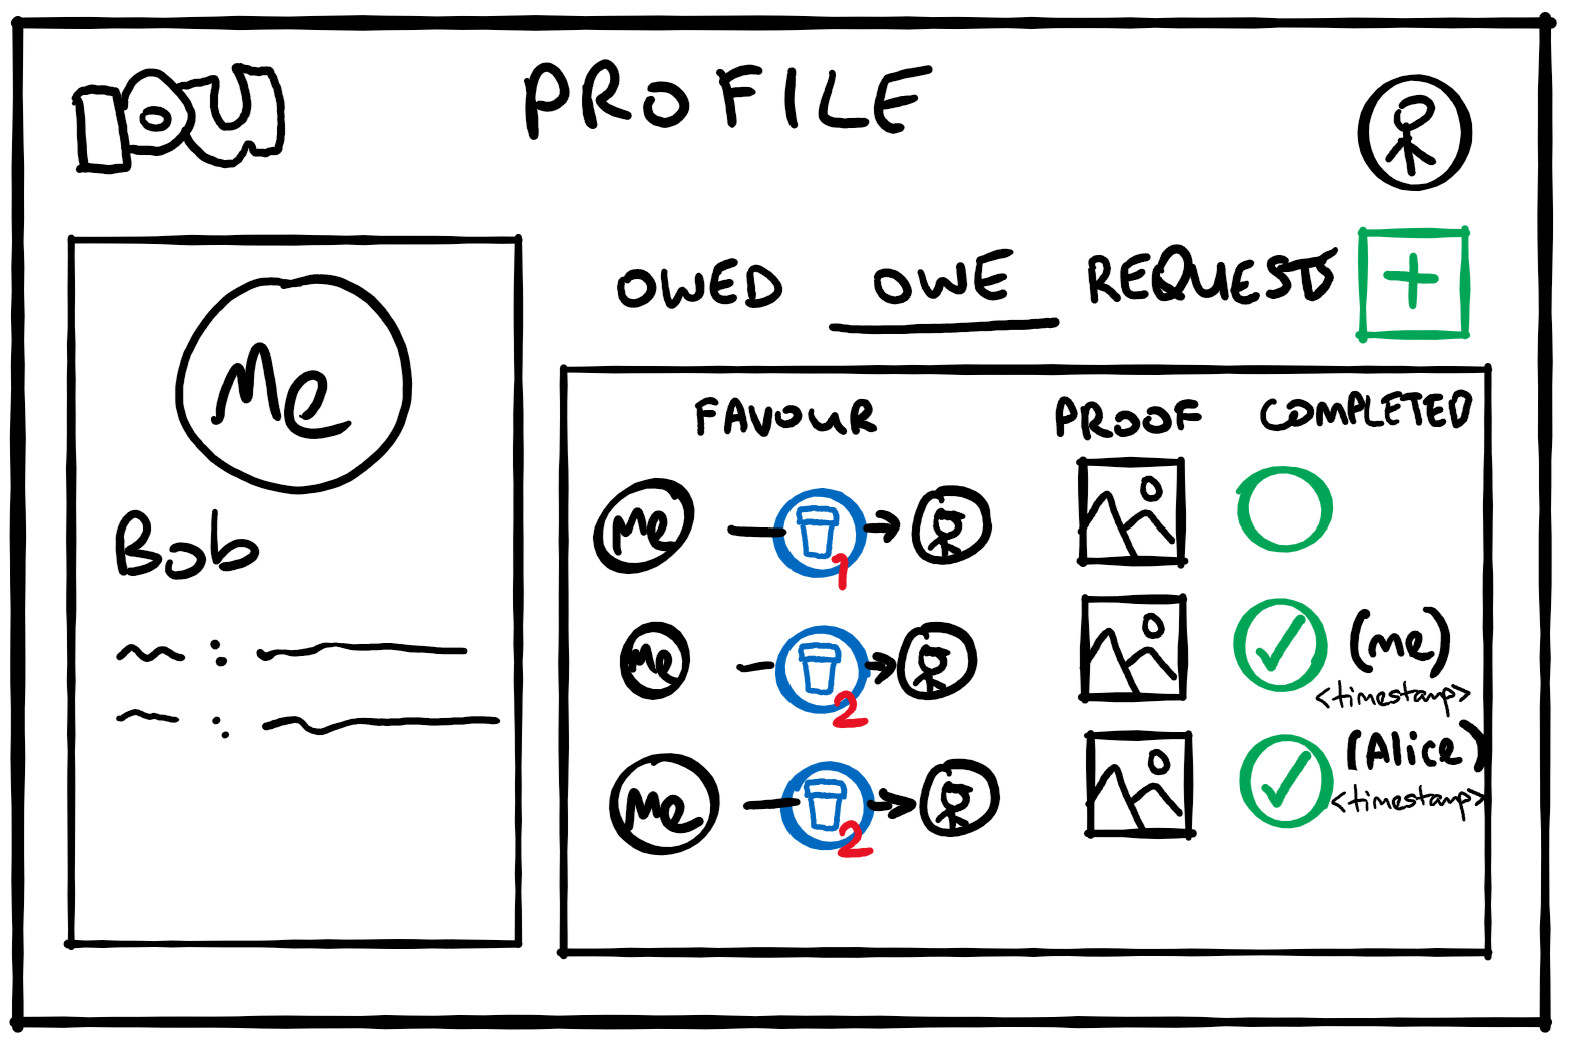 IOU
PROFILE
OWED OWE REQUESTS +
Me
Bob
FAVOUR PROOF COMPLETED
Me 1
Me 2 (me)
<timestamp>
Me 2 (Alice)
<timestamp>